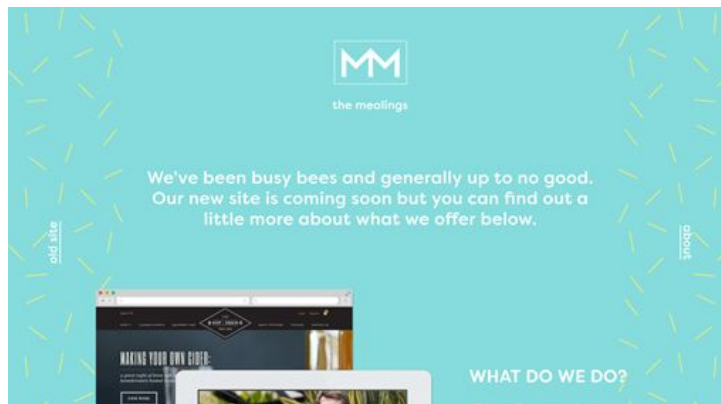 MM
the meolings
We've been busy bees and generally up to no good.
Our new site is coming soon but you can find out a
little more about what we offer below.
old site
about
MAKING YOUR OWN CIDER:
WHAT DO WE DO?